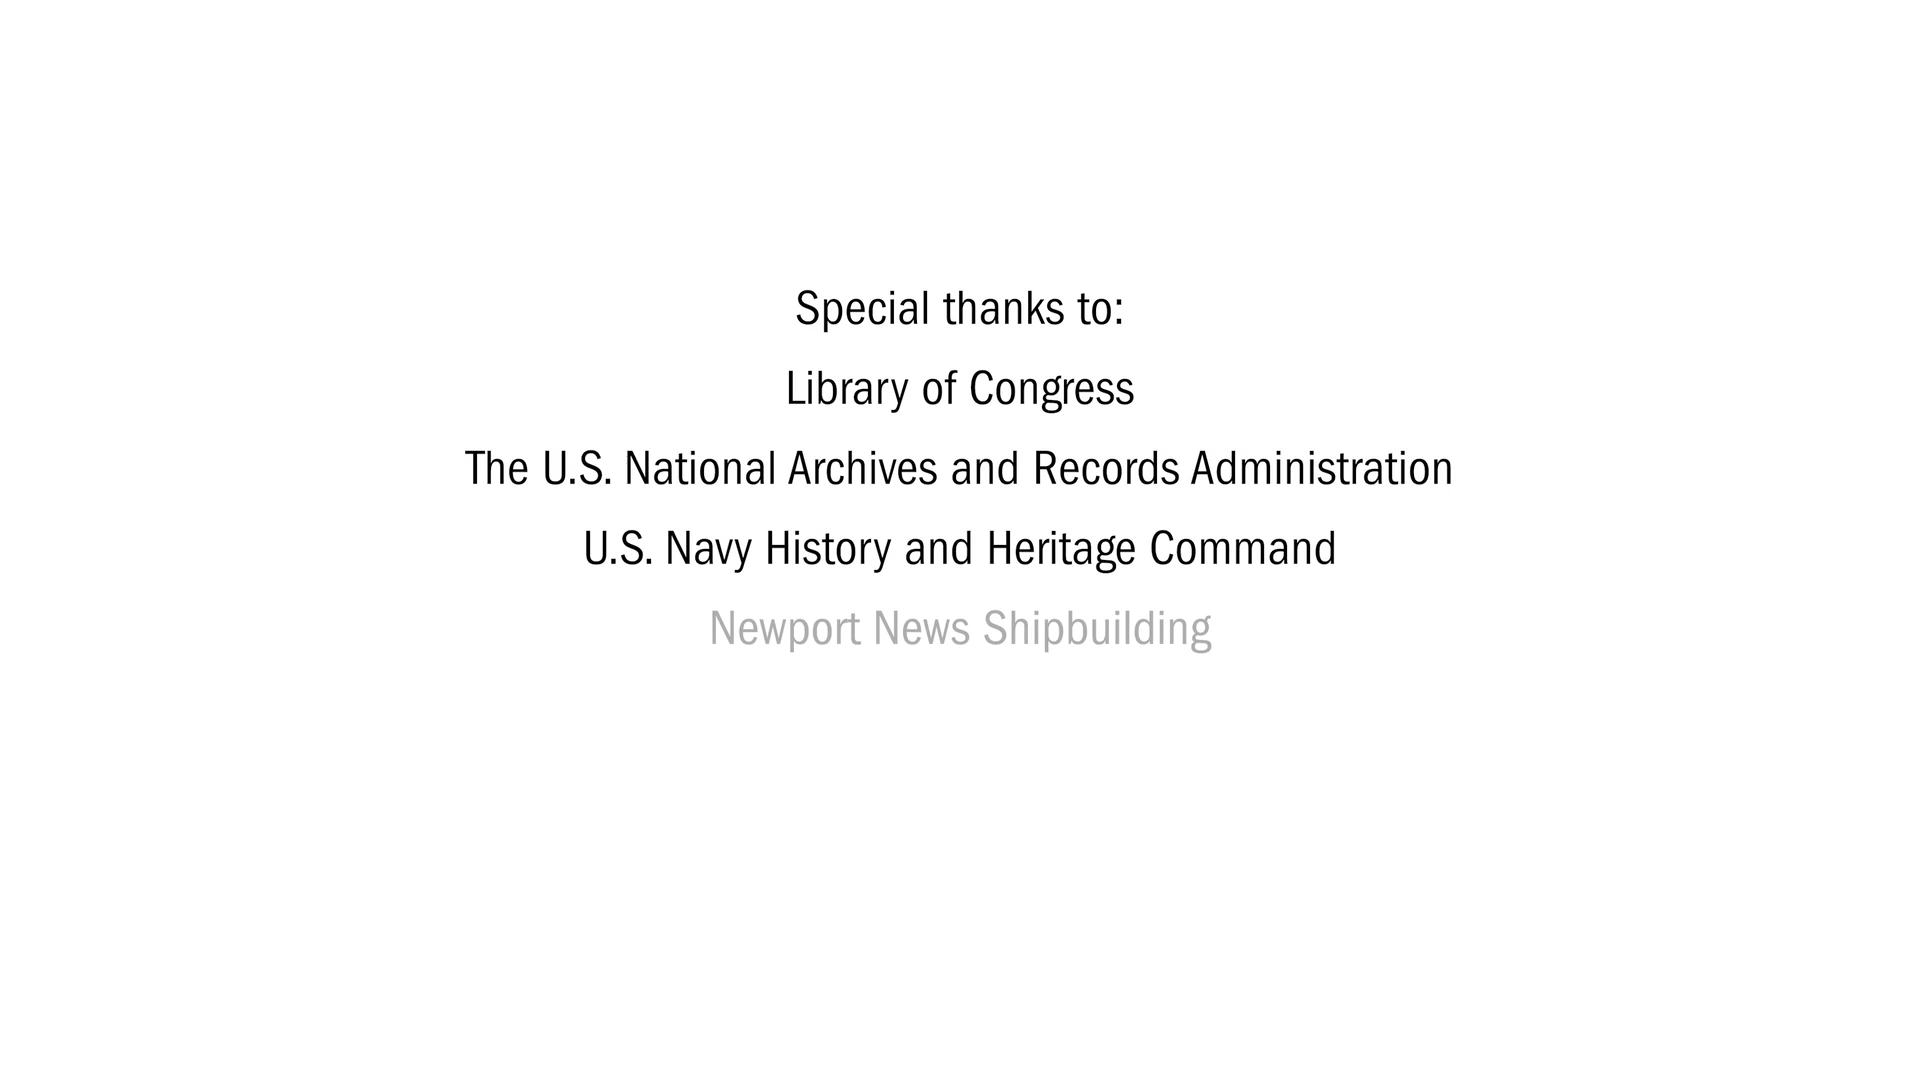 Special thanks to:
Library of Congress
The U.S. National Archives and Records Administration
U.S. Navy History and Heritage Command
Newport News Shipbuilding